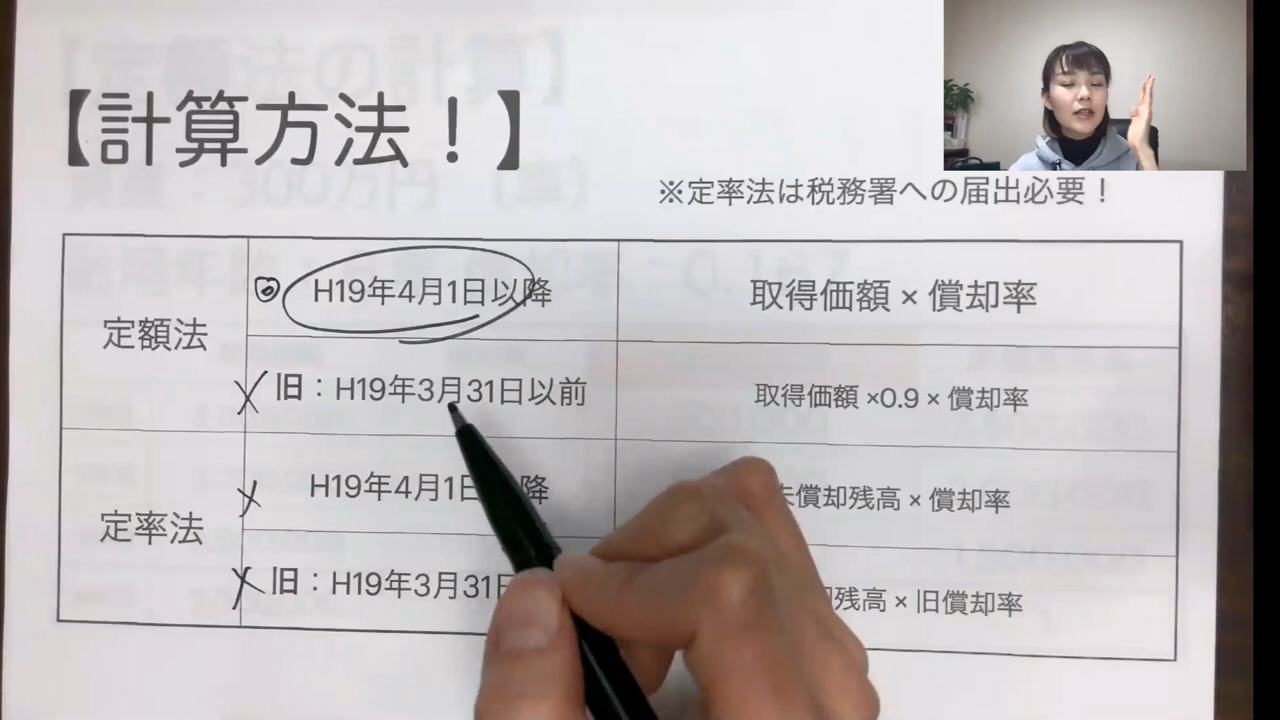 【計算方法！】
※定率法は税務署への届出必要！
定額法
H19年4月1日以降
取得価額 × 償却率
旧：H19年3月31日以前
取得価額 ×0.9 × 償却率
定率法
H19年4月1日 降
未償却残高 × 償却率
旧：H19年3月31日
残高 × 旧償却率